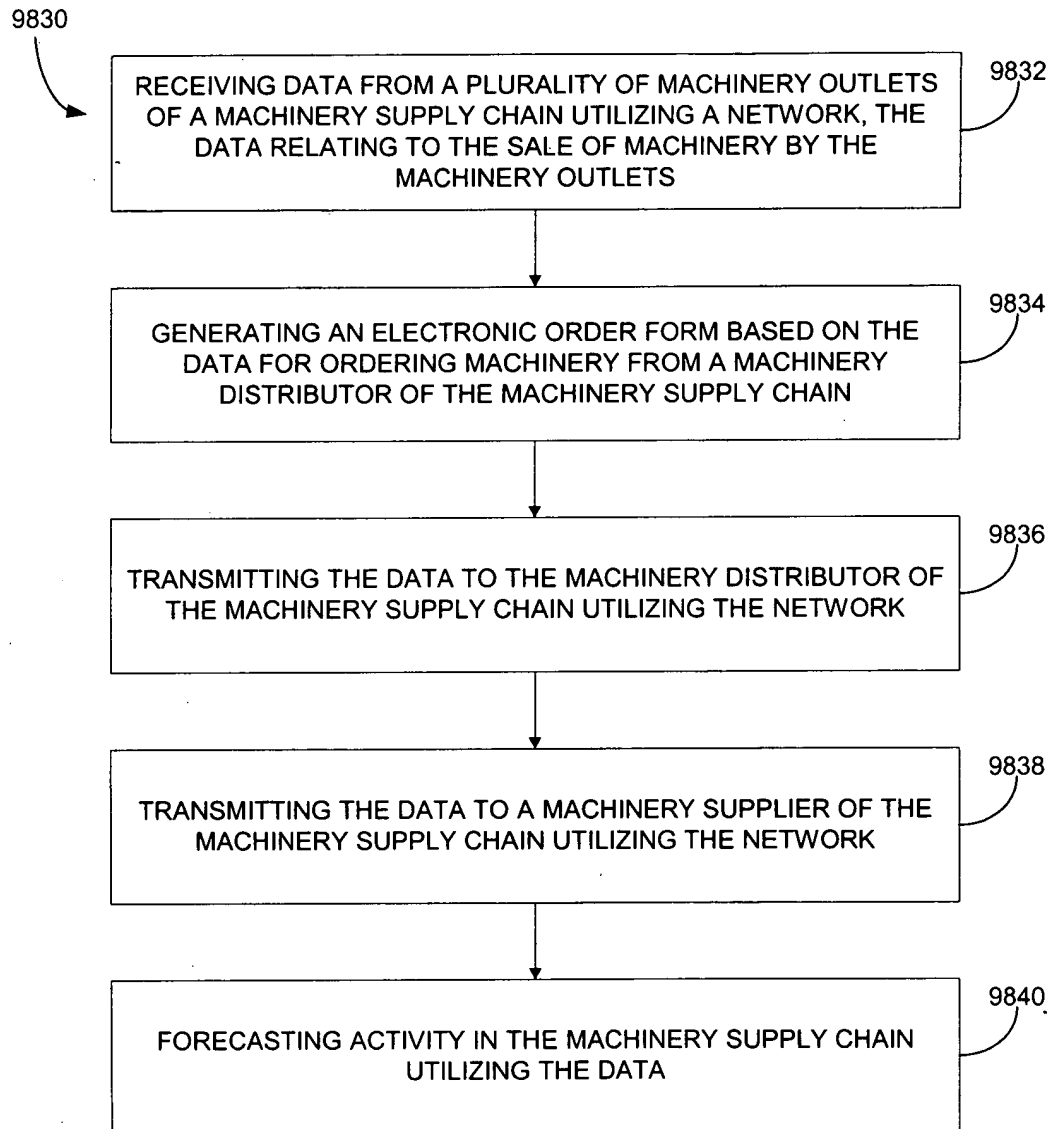 9830
RECEIVING DATA FROM A PLURALITY OF MACHINERY OUTLETS
OF A MACHINERY SUPPLY CHAIN UTILIZING A NETWORK, THE
DATA RELATING TO THE SALE OF MACHINERY BY THE
MACHINERY OUTLETS
9832
GENERATING AN ELECTRONIC ORDER FORM BASED ON THE
DATA FOR ORDERING MACHINERY FROM A MACHINERY
DISTRIBUTOR OF THE MACHINERY SUPPLY CHAIN
9834
TRANSMITTING THE DATA TO THE MACHINERY DISTRIBUTOR OF
THE MACHINERY SUPPLY CHAIN UTILIZING THE NETWORK
9836
TRANSMITTING THE DATA TO A MACHINERY SUPPLIER OF THE
MACHINERY SUPPLY CHAIN UTILIZING THE NETWORK
9838
FORECASTING ACTIVITY IN THE MACHINERY SUPPLY CHAIN
UTILIZING THE DATA
9840